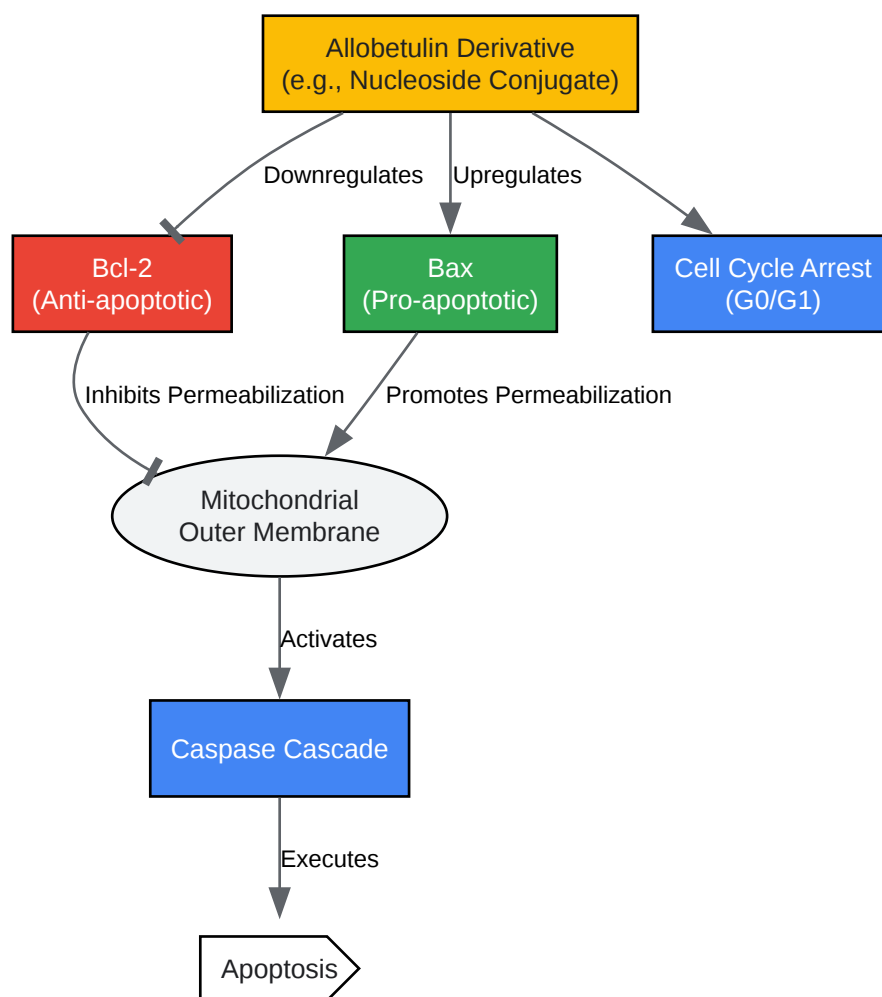 Allobetulin Derivative
(e.g., Nucleoside Conjugate)
Downregulates
Upregulates
Bcl-2
(Anti-apoptotic)
Bax
(Pro-apoptotic)
Cell Cycle Arrest
(G0/G1)
Inhibits Permeabilization
Promotes Permeabilization
Mitochondrial
Outer Membrane
Activates
Caspase Cascade
Executes
Apoptosis